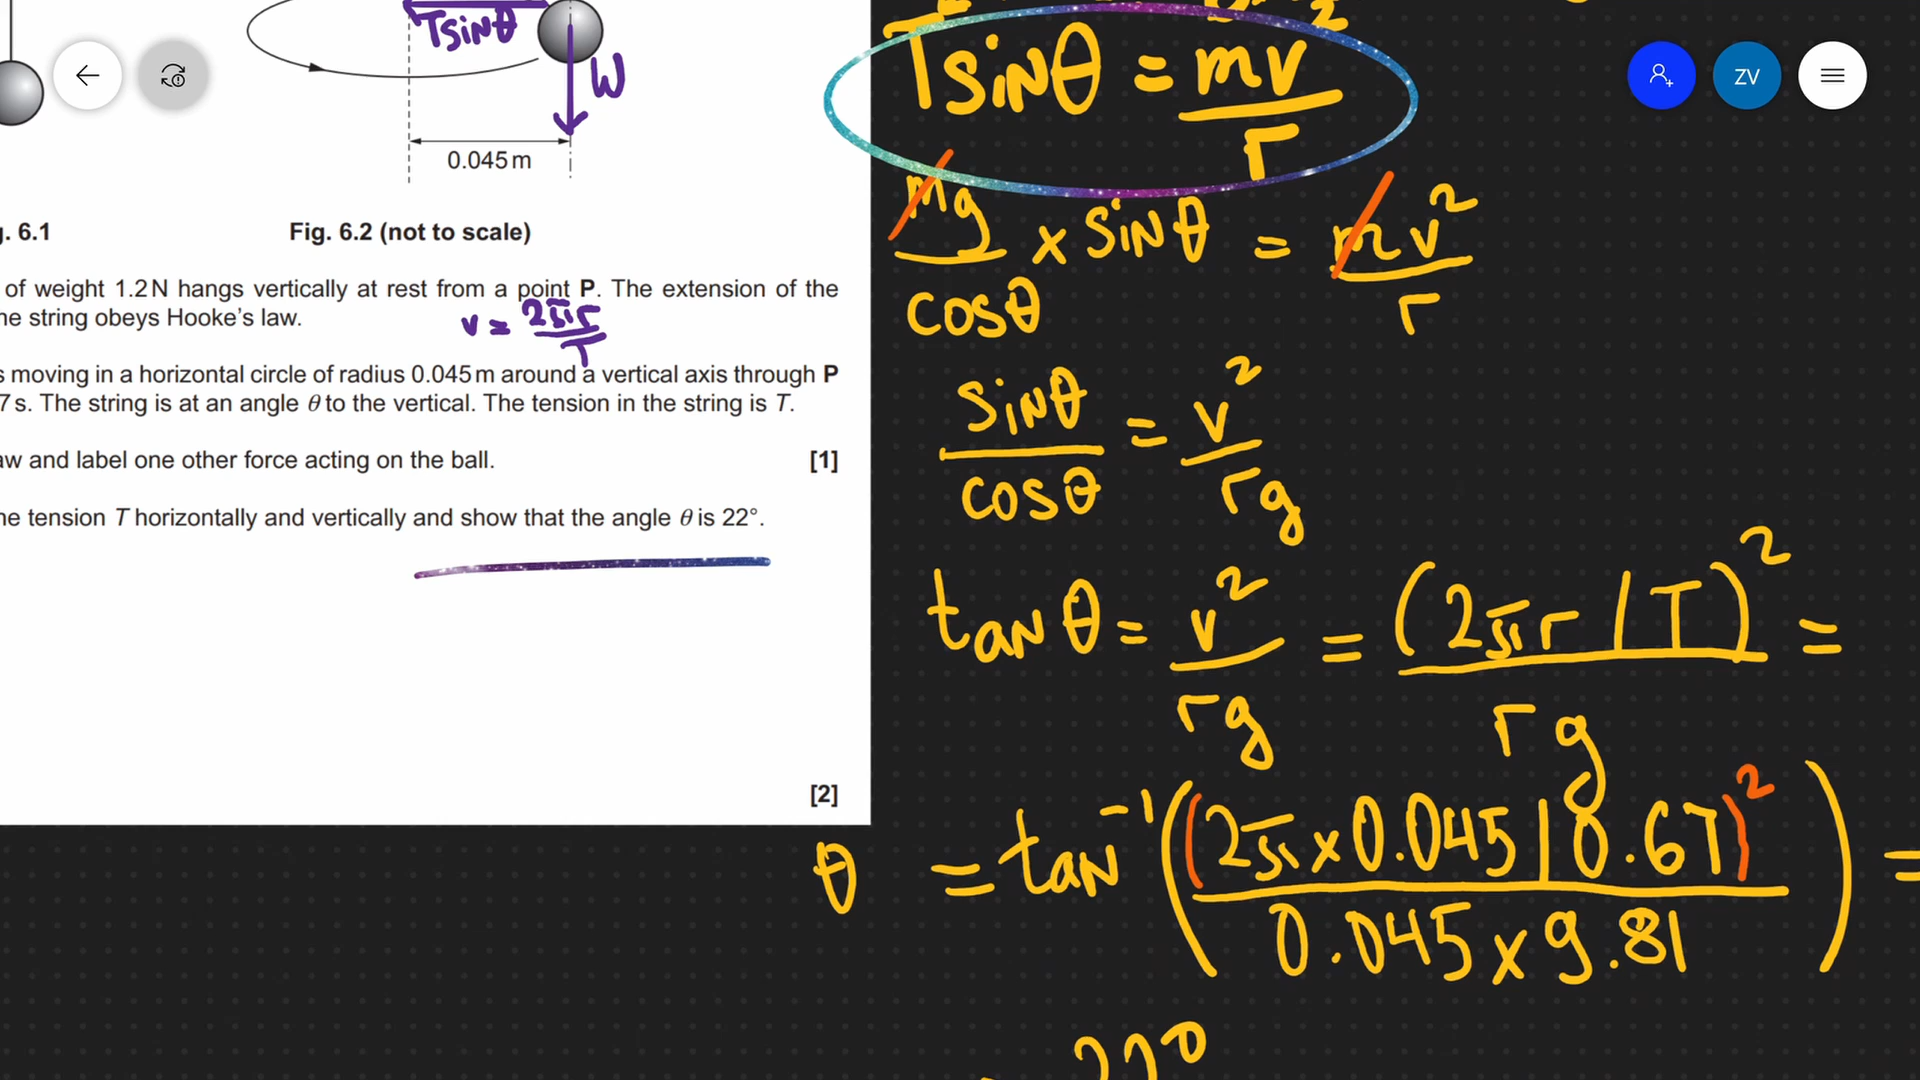 Tsinθ
W
0.045 m
g. 6.1
Fig. 6.2 (not to scale)
of weight 1.2 N hangs vertically at rest from a point P. The extension of the
he string obeys Hooke's law.
v = 2πr / T
s moving in a horizontal circle of radius 0.045 m around a vertical axis through P
7 s. The string is at an angle θ to the vertical. The tension in the string is T.
aw and label one other force acting on the ball. [1]
he tension T horizontally and vertically and show that the angle θ is 22°.
[2]
Tsinθ = mv / r
mg / cosθ × sinθ = mv² / r
sinθ / cosθ = v² / rg
tanθ = v² / rg = (2πr / T)² / rg =
θ = tan⁻¹((2π×0.045 | 0.67)² / 0.045×9.81) =
= 22°
ZV